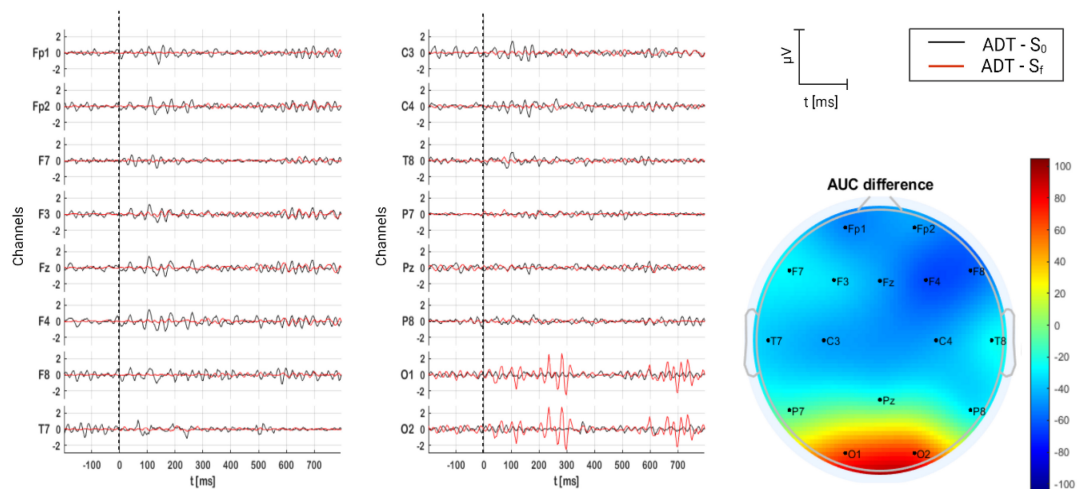 Channels
Fp1
2
0
-2
Fp2
2
0
-2
F7
2
0
-2
F3
2
0
-2
Fz
2
0
-2
F4
2
0
-2
F8
2
0
-2
T7
2
0
-2
-100 0 100 200 300 400 500 600 700
t [ms]
Channels
C3
2
0
-2
C4
2
0
-2
T8
2
0
-2
P7
2
0
-2
Pz
2
0
-2
P8
2
0
-2
O1
2
0
-2
O2
2
0
-2
-100 0 100 200 300 400 500 600 700
t [ms]
μV
t [ms]
ADT - S₀
ADT - Sf
AUC difference
Fp1 Fp2
F7 F3 Fz F4 F8
T7 C3 C4 T8
P7 Pz P8
O1 O2
100
80
60
40
20
0
-20
-40
-60
-80
-100